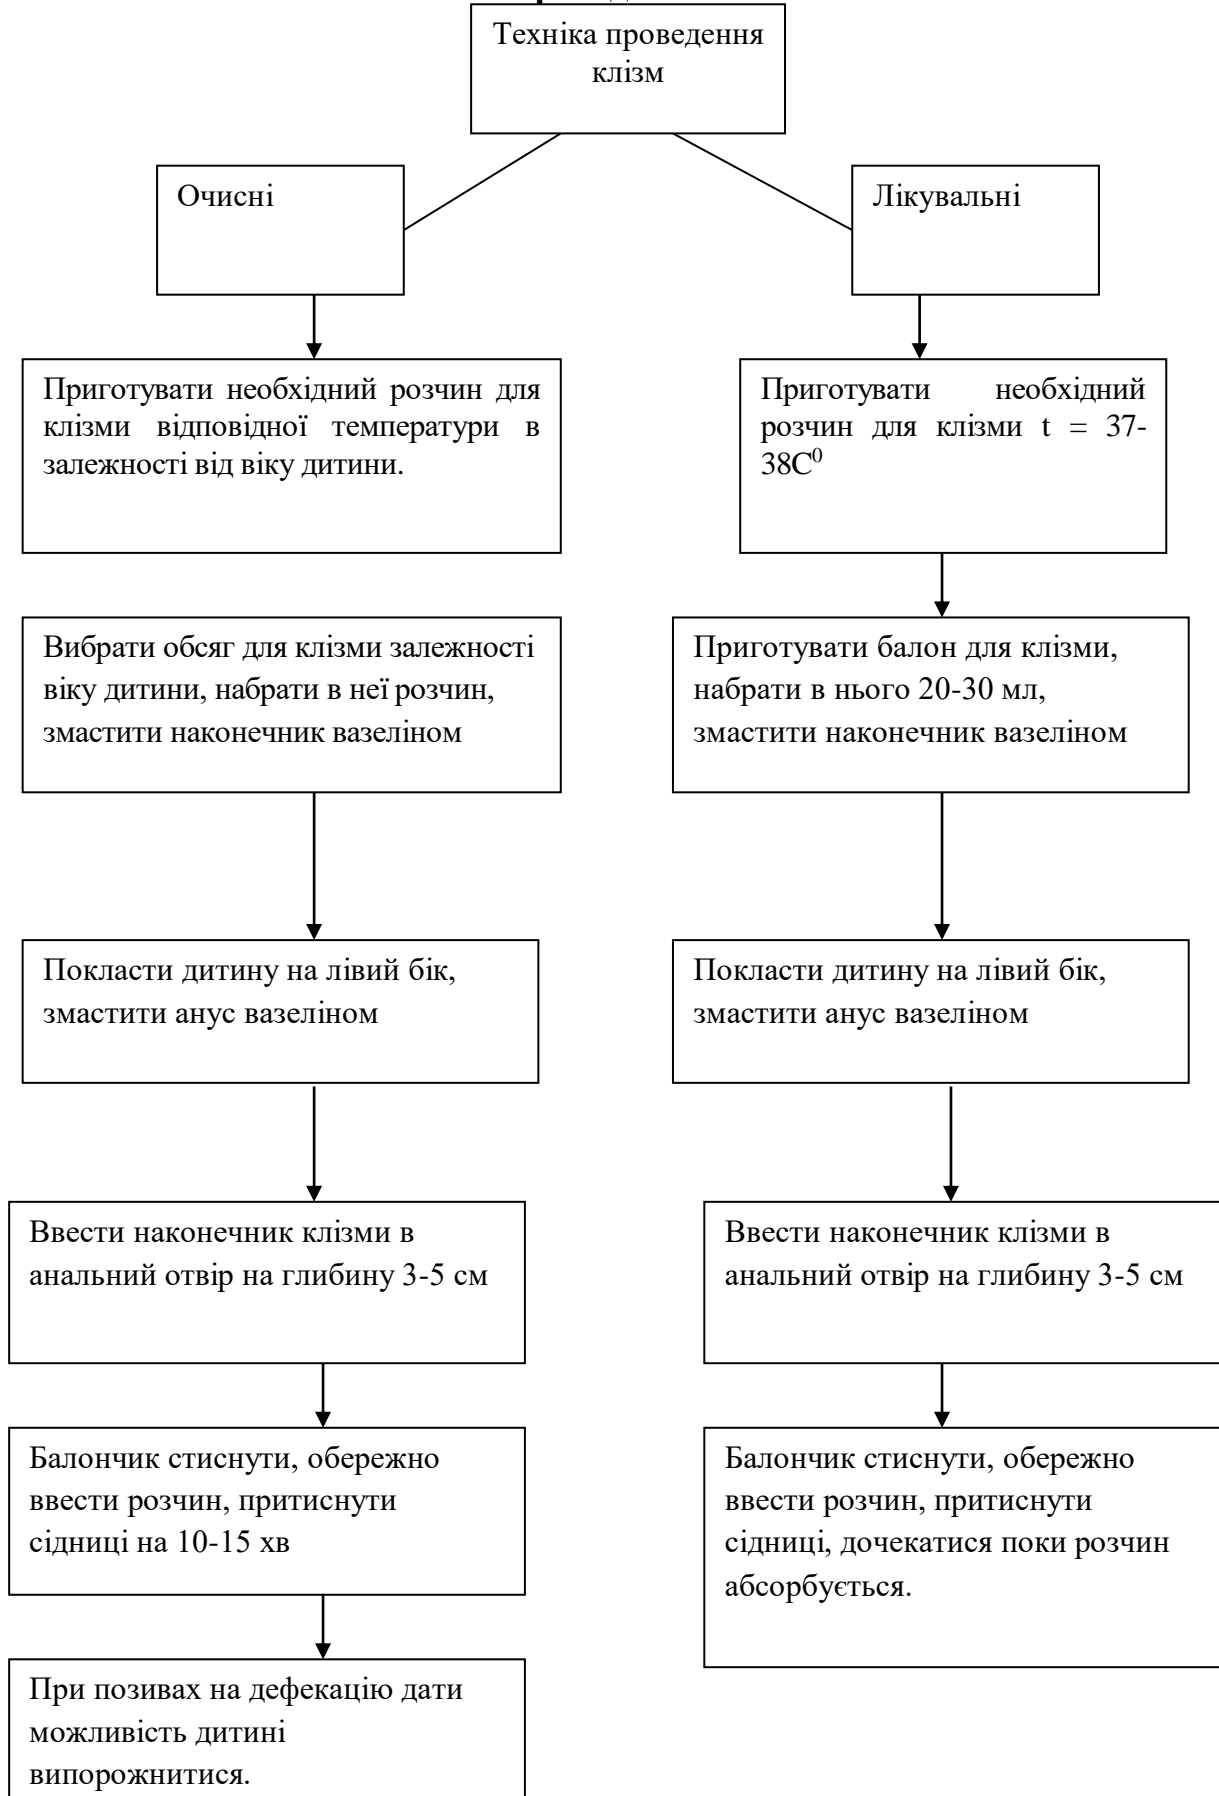 Техніка проведення
клізм
Очисні
Лікувальні
Приготувати необхідний розчин для
клізми відповідної температури в
залежності від віку дитини.
Приготувати необхідний
розчин для клізми t = 37-
38С⁰
Вибрати обсяг для клізми залежності
віку дитини, набрати в неї розчин,
змастити наконечник вазеліном
Приготувати балон для клізми,
набрати в нього 20-30 мл,
змастити наконечник вазеліном
Покласти дитину на лівий бік,
змастити анус вазеліном
Покласти дитину на лівий бік,
змастити анус вазеліном
Ввести наконечник клізми в
анальний отвір на глибину 3-5 см
Ввести наконечник клізми в
анальний отвір на глибину 3-5 см
Балончик стиснути, обережно
ввести розчин, притиснути
сідниці на 10-15 хв
Балончик стиснути, обережно
ввести розчин, притиснути
сідниці, дочекатися поки розчин
абсорбується.
При позивах на дефекацію дати
можливість дитині
випорожнитися.